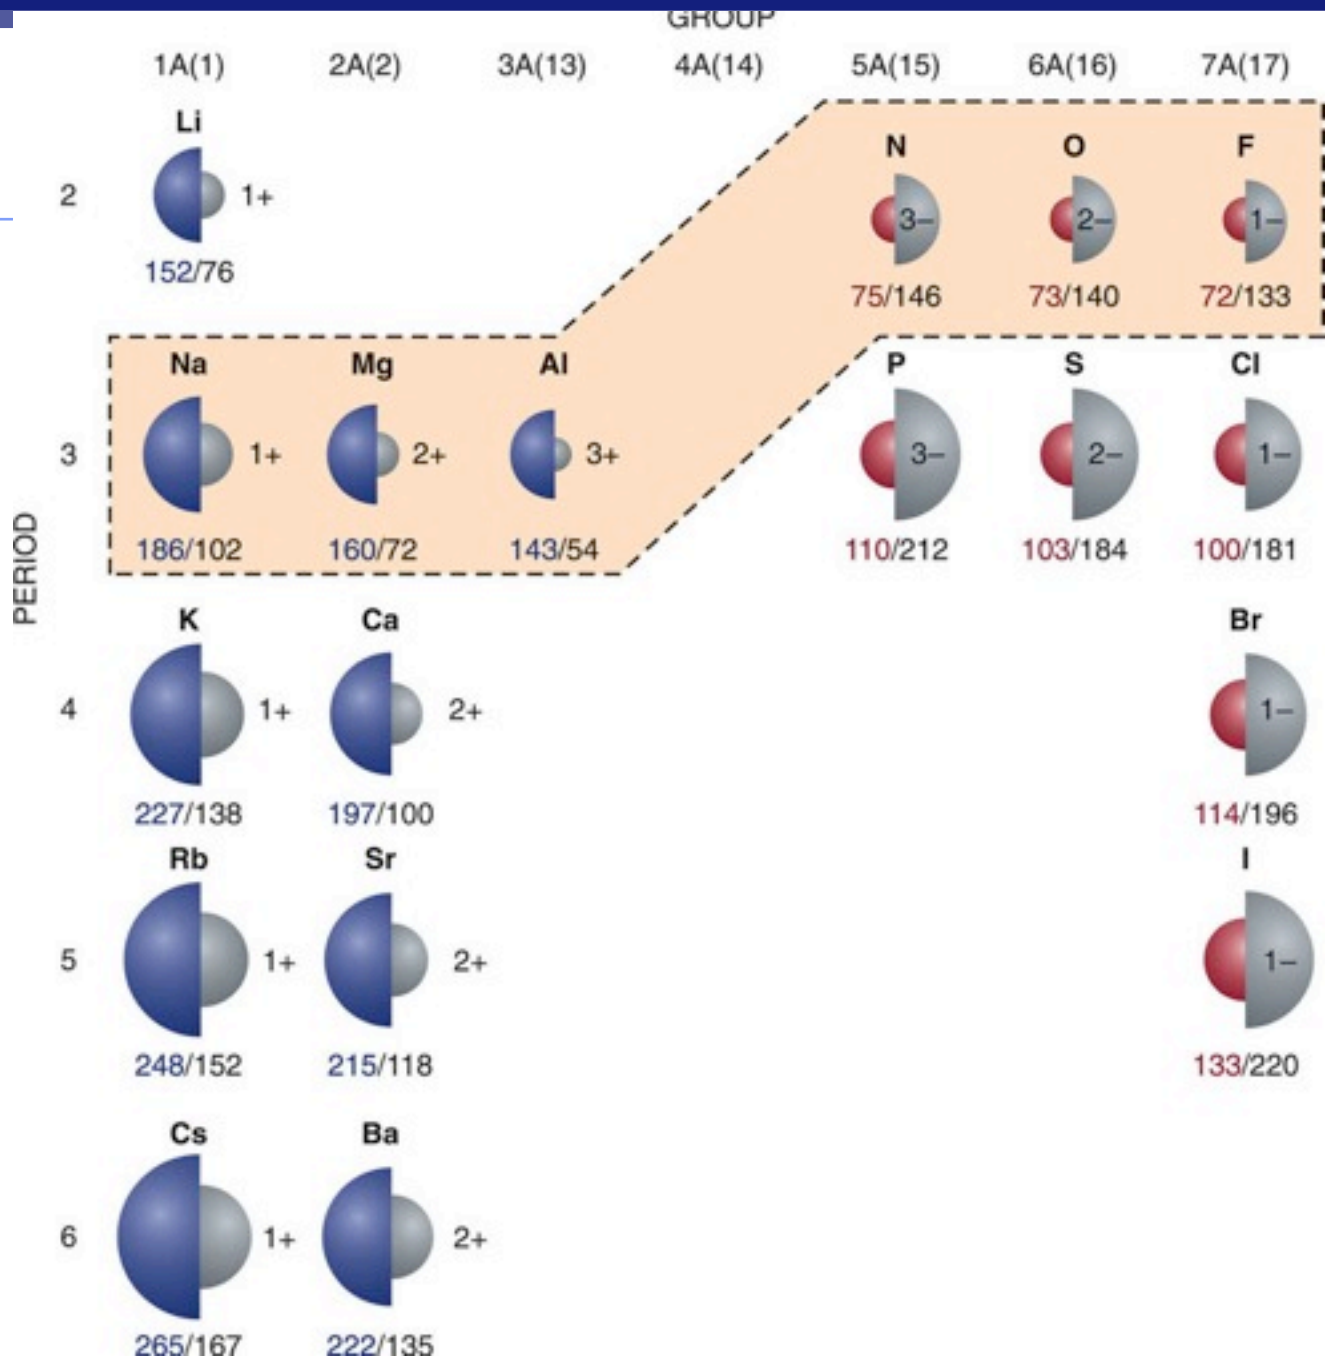 GROUP
1A(1) 2A(2) 3A(13) 4A(14) 5A(15) 6A(16) 7A(17)
Li
N O F
2 1+ 3– 2– 1–
152/76
75/146 73/140 72/133
Na Mg Al P S Cl
3 1+ 2+ 3+ 3– 2– 1–
186/102 160/72 143/54 110/212 103/184 100/181
PERIOD
K Ca Br
4 1+ 2+ 1–
227/138 197/100 114/196
Rb Sr I
5 1+ 2+ 1–
248/152 215/118 133/220
Cs Ba
6 1+ 2+
265/167 222/135